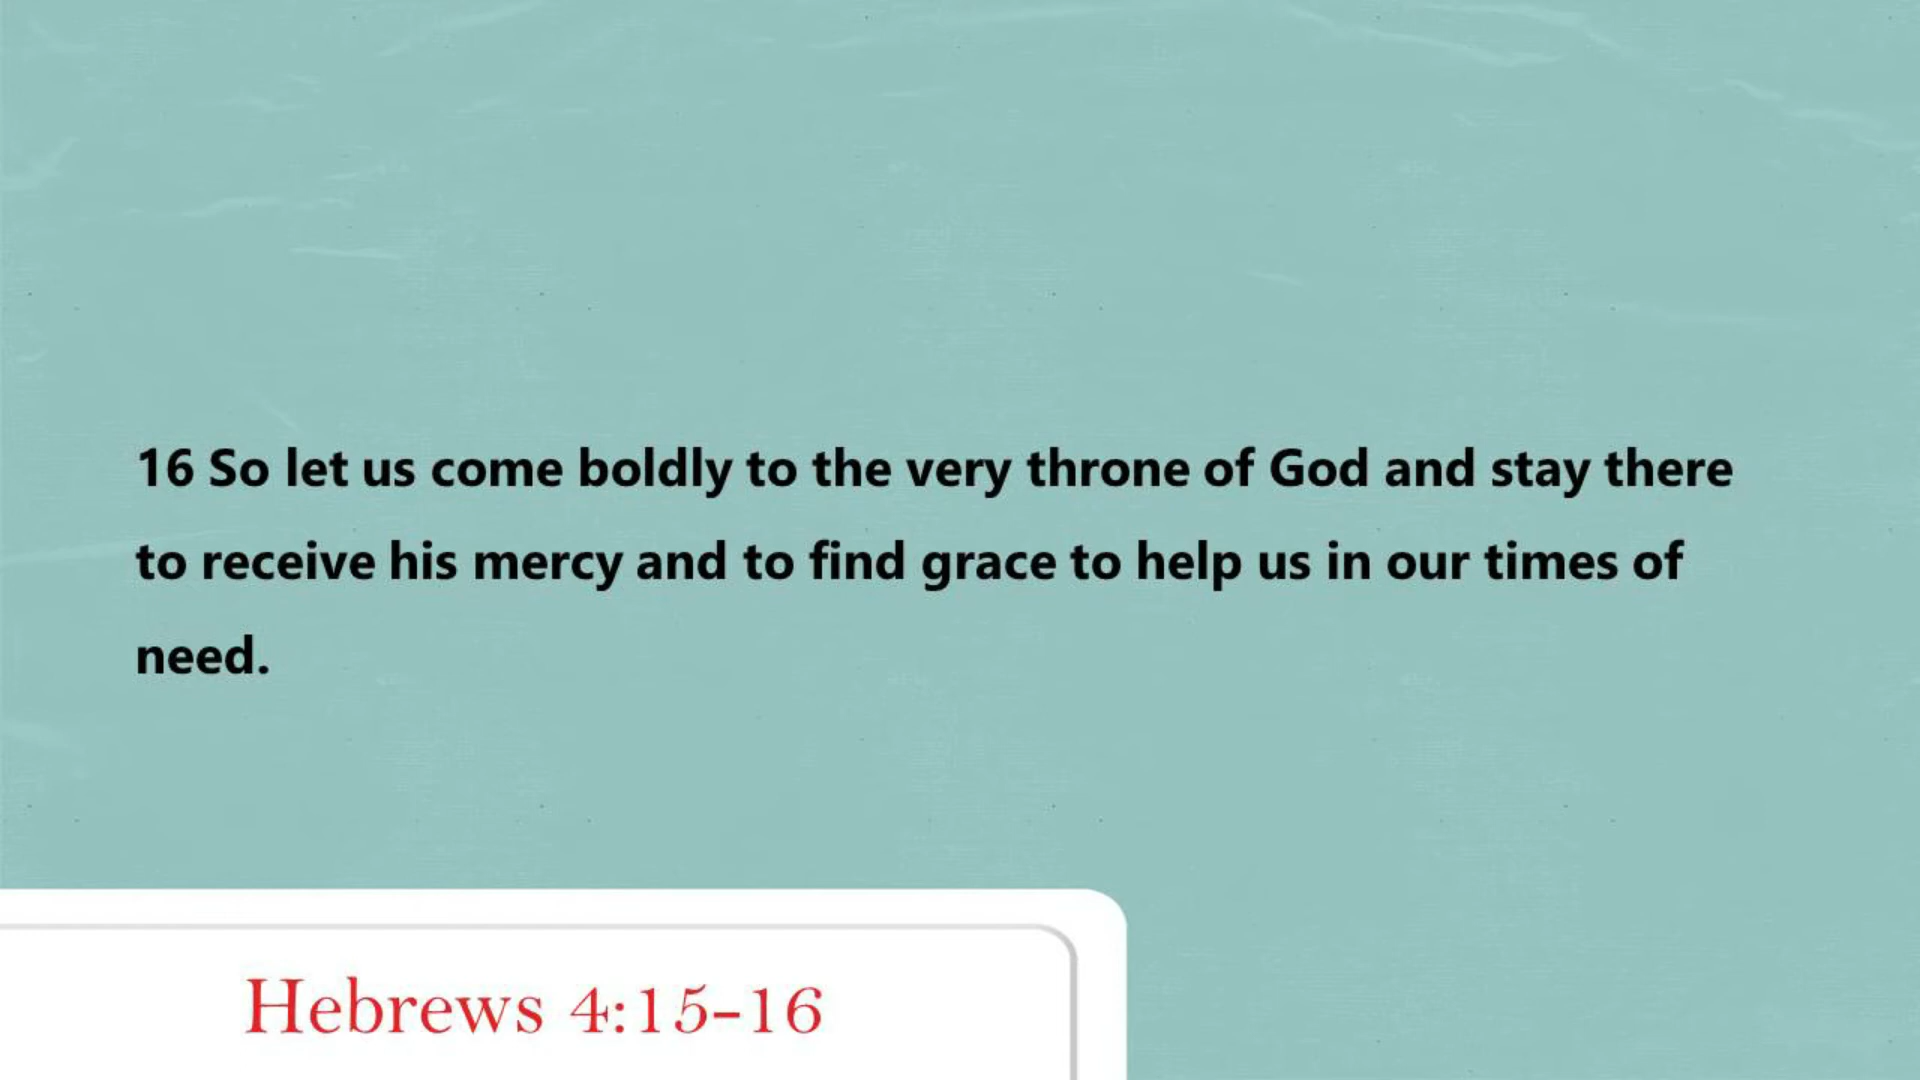 16 So let us come boldly to the very throne of God and stay there
to receive his mercy and to find grace to help us in our times of
need.
Hebrews 4:15-16